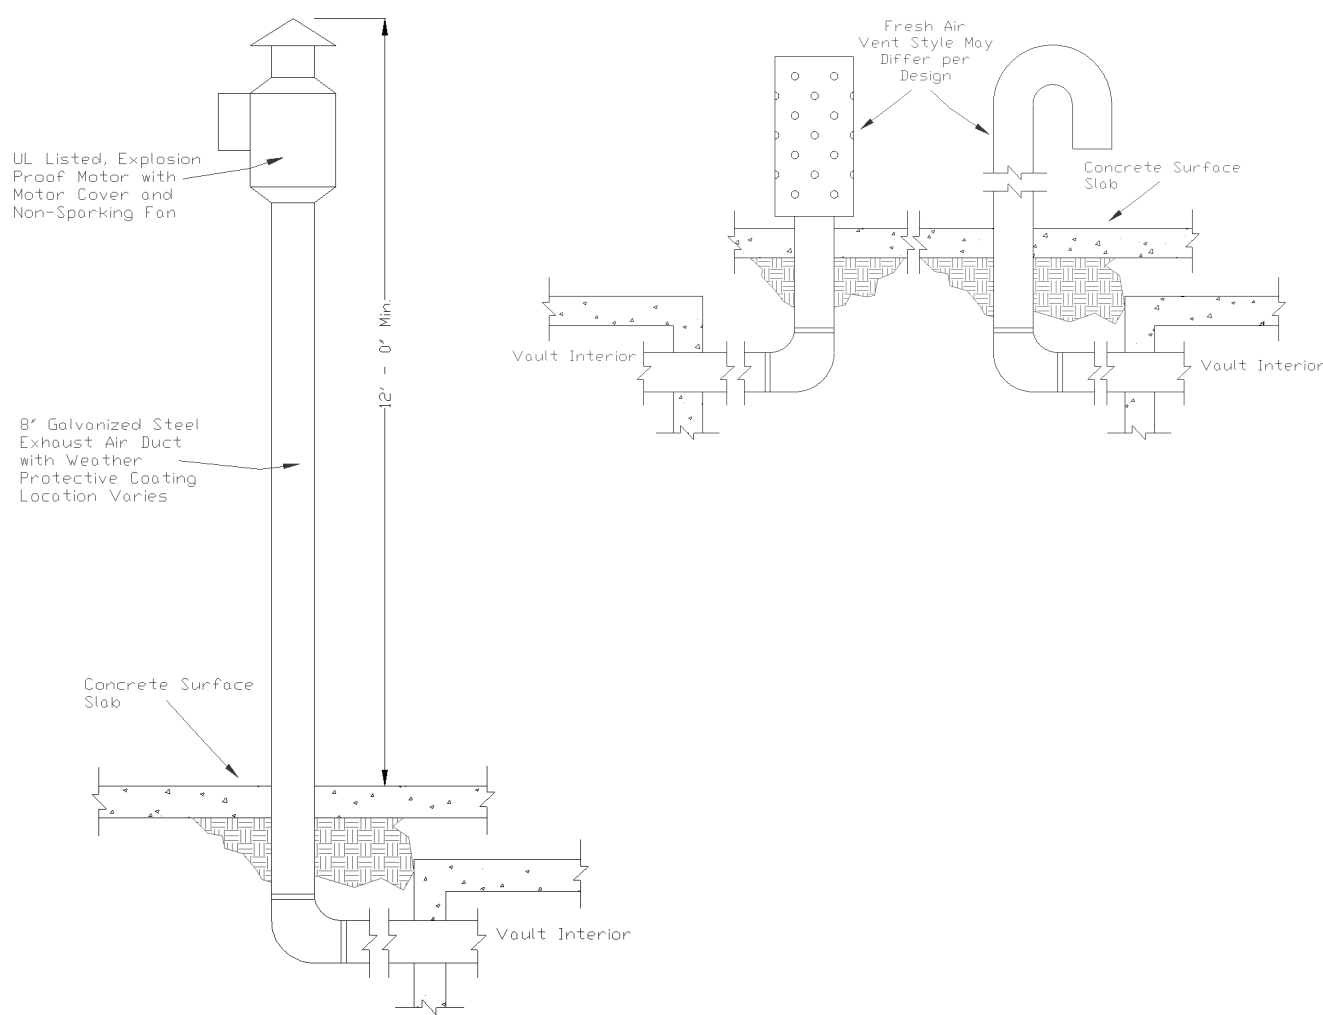 UL Listed, Explosion
Proof Motor with
Motor Cover and
Non-Sparking Fan
12' - 0" Min.
8" Galvanized Steel
Exhaust Air Duct
with Weather
Protective Coating
Location Varies
Concrete Surface
Slab
Vault Interior
Fresh Air
Vent Style May
Differ per
Design
Concrete Surface
Slab
Vault Interior
Vault Interior